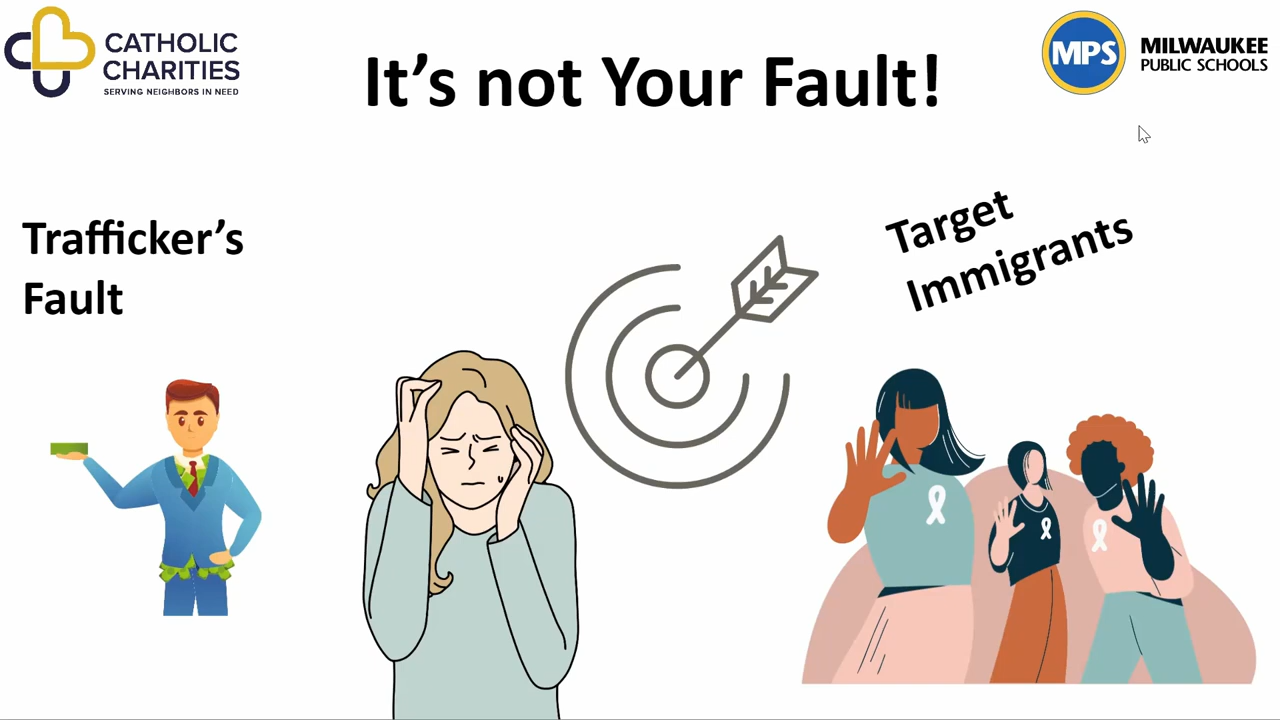 CATHOLIC
CHARITIES
SERVING NEIGHBORS IN NEED
It's not Your Fault!
MPS
MILWAUKEE
PUBLIC SCHOOLS
Trafficker's
Fault
Target
Immigrants